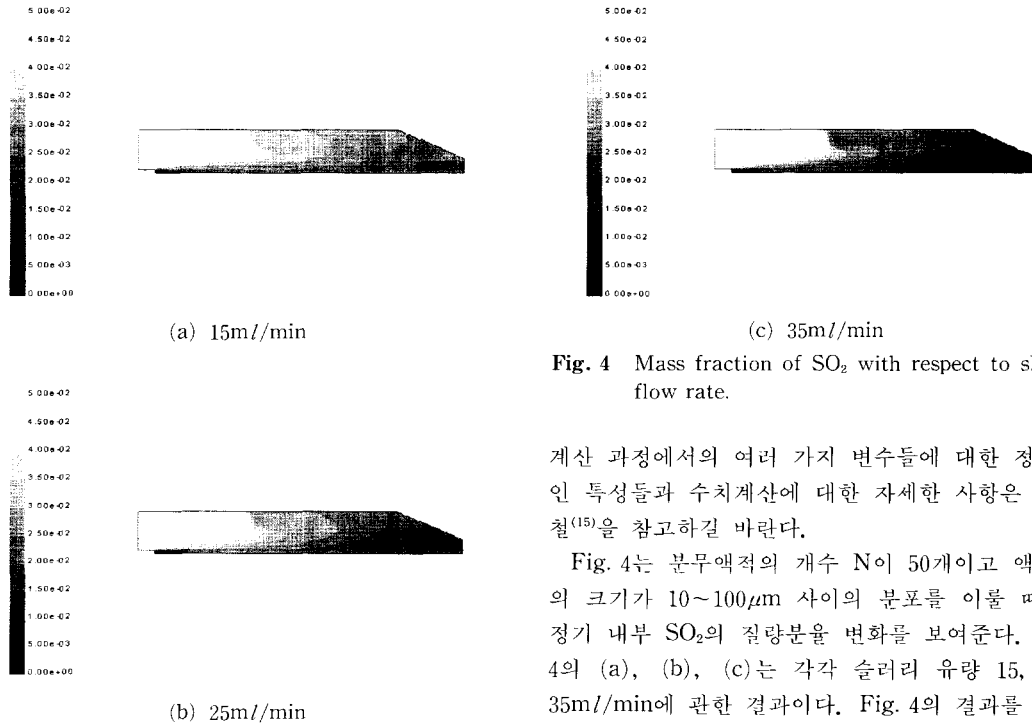 5.00e-02
4.50e-02
4.00e-02
3.50e-02
3.00e-02
2.50e-02
2.00e-02
1.50e-02
1.00e-02
5.00e-03
0.00e+00
(a) 15ml/min
5.00e-02
4.50e-02
4.00e-02
3.50e-02
3.00e-02
2.50e-02
2.00e-02
1.50e-02
1.00e-02
5.00e-03
0.00e+00
(b) 25ml/min
5.00e-02
4.50e-02
4.00e-02
3.50e-02
3.00e-02
2.50e-02
2.00e-02
1.50e-02
1.00e-02
5.00e-03
0.00e+00
(c) 35ml/min
Fig. 4 Mass fraction of SO₂ with respect to
flow rate.
계산 과정에서의 여러 가지 변수들에 대한 정
인 특성들과 수치계산에 대한 자세한 사항은
철⁽¹⁵⁾을 참고하길 바란다.
Fig. 4는 분무액적의 개수 N이 50개이고 액
의 크기가 10~100μm 사이의 분포를 이룰
정기 내부 SO₂의 질량분율 변화를 보여준다.
4의 (a), (b), (c)는 각각 슬러리 유량 15,
35ml/min에 관한 결과이다. Fig. 4의 결과를